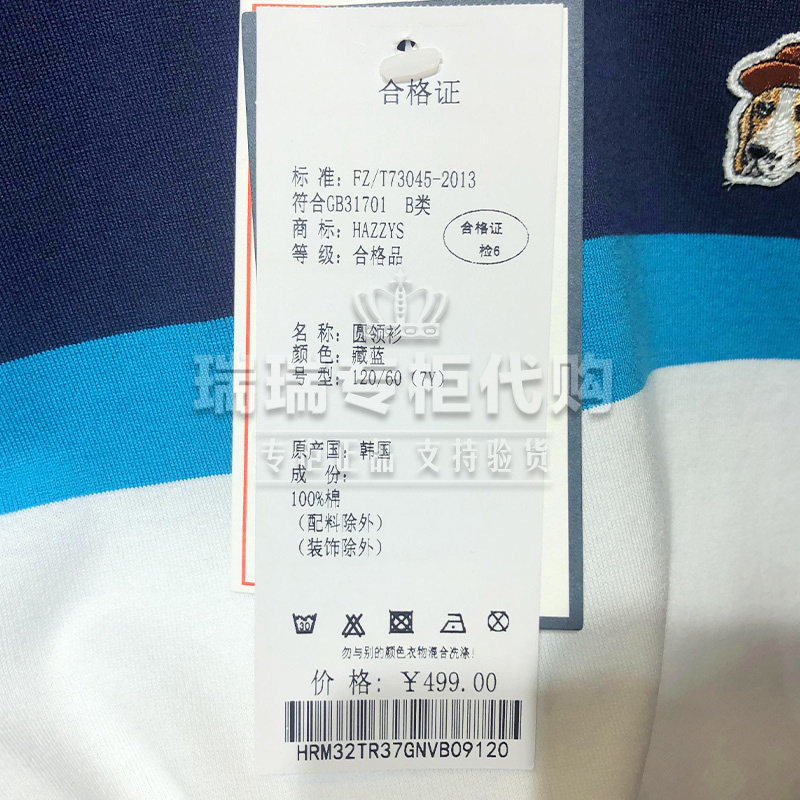 合格证
标 准: FZ/T73045-2013
符合GB31701 B类
商 标: HAZZYS
等 级: 合格品
合格证
检6
名 称: 圆领衫
颜 色: 藏蓝
号 型: 120/60 (7Y)
瑞瑞专柜代购
原产国: 韩国
专柜正品 支持验货
成 份:
100%棉
(配料除外)
(装饰除外)
30
勿与别的颜色衣物混合洗涤!
价 格: ¥499.00
HRM32TR37GNVB09120